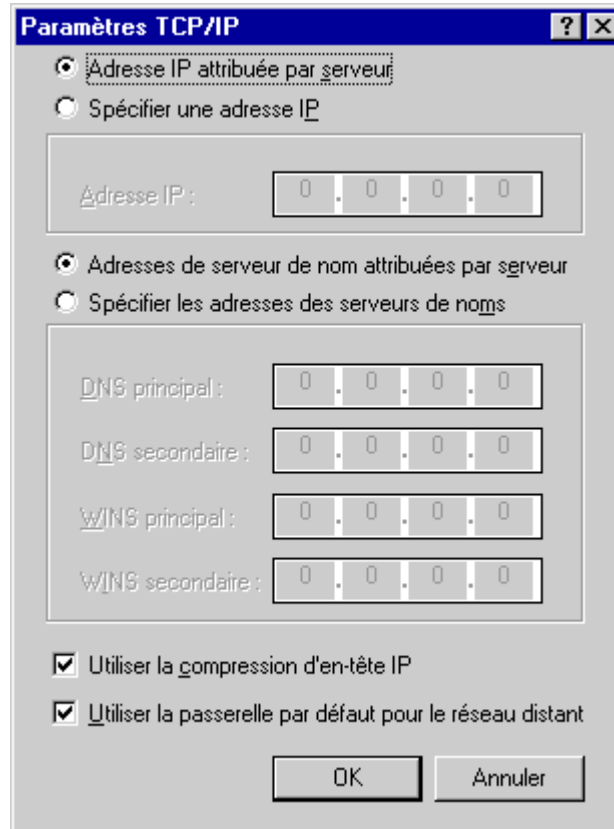 Paramètres TCP/IP
Adresse IP attribuée par serveur
Spécifier une adresse IP
Adresse IP : 0 . 0 . 0 . 0
Adresses de serveur de nom attribuées par serveur
Spécifier les adresses des serveurs de noms
DNS principal : 0 . 0 . 0 . 0
DNS secondaire : 0 . 0 . 0 . 0
WINS principal : 0 . 0 . 0 . 0
WINS secondaire : 0 . 0 . 0 . 0
Utiliser la compression d'en-tête IP
Utiliser la passerelle par défaut pour le réseau distant
OK Annuler